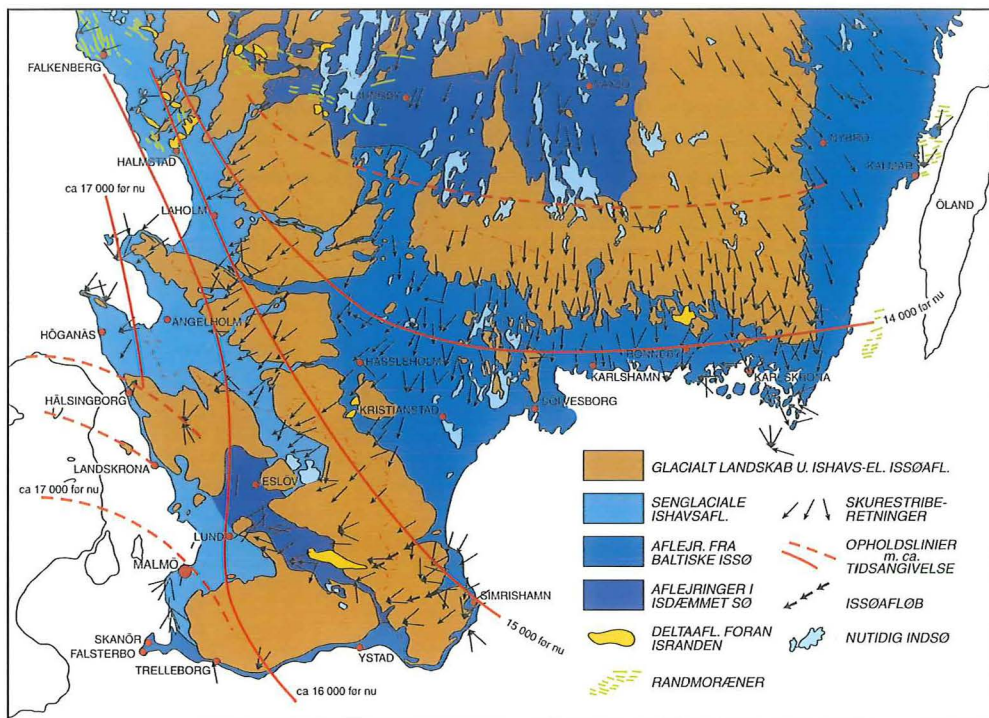 FALKENBERG
LJUNGBY
HALMSTAD
NYBRO
KALMAR
ca 17 000 før nu
LAHOLM
ÖLAND
ÄNGELHOLM
HÖGANÄS
14 000 før nu
RONNEBY
HÄSSLEHOLM
KARLSHAMN
KARLSKRONA
HÄLSINGBORG
KRISTIANSTAD
SÖLVESBORG
LANDSKRONA
ca 17 000 før nu
ESLÖV
LUND
MALMÖ
SIMRISHAMN
15 000 før nu
SKANÖR
FALSTERBO
TRELLEBORG
YSTAD
ca 16 000 før nu
GLACIALT LANDSKAB U. ISHAVS-EL. ISSØAFL.
SENGLACIALE
ISHAVSAFL.
AFLEJR. FRA
BALTISKE ISSØ
AFLEJRINGER I
ISDÆMMET SØ
DELTAAFL. FORAN
ISRANDEN
RANDMORÆNER
SKURESTRIBE-
RETNINGER
OPHOLDSLINIER
m. ca.
TIDSANGIVELSE
ISSØAFLØB
NUTIDIG INDSØ